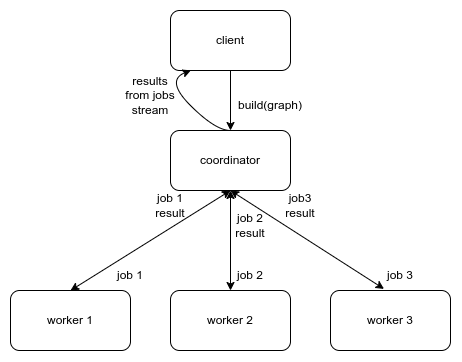 client
results
from jobs
stream
build(graph)
coordinator
job 1
result
job 2
result
job3
result
job 1
job 2
job 3
worker 1
worker 2
worker 3